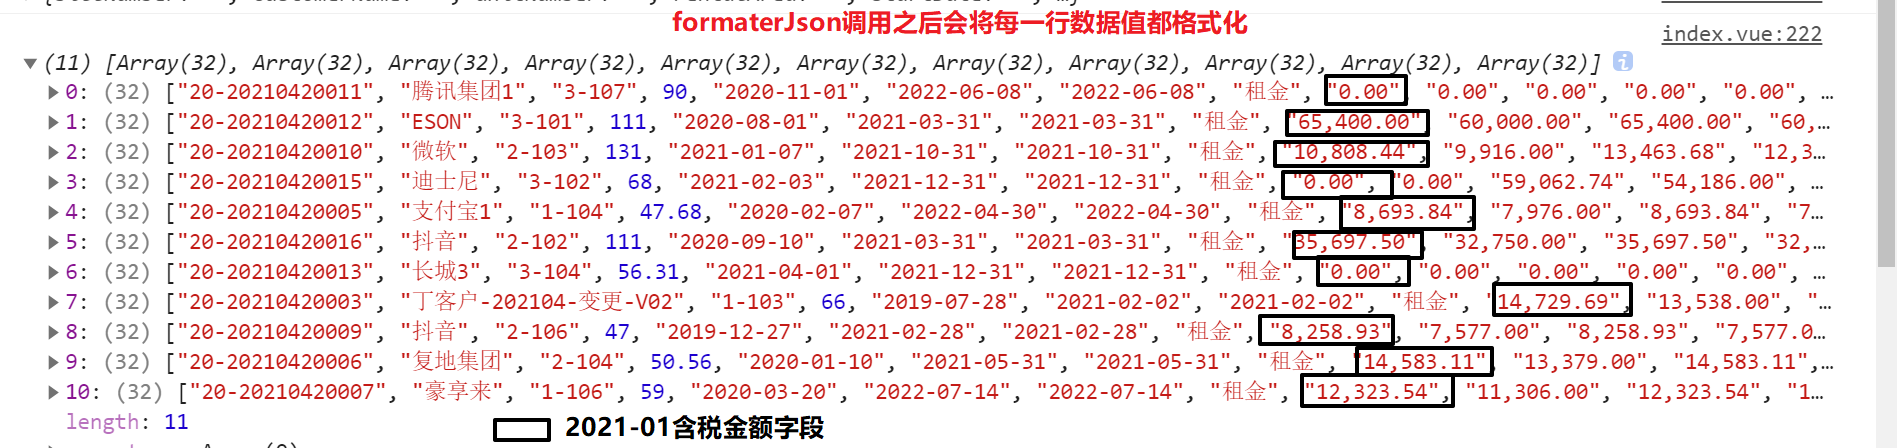 formaterJson调用之后会将每一行数据值都格式化
index.vue:222
▼(11) [Array(32), Array(32), Array(32), Array(32), Array(32), Array(32), Array(32), Array(32), Array(32), Array(32), Array(32)] i
▶0: (32) ["20-20210420011", "腾讯集团1", "3-107", 90, "2020-11-01", "2022-06-08", "2022-06-08", "租金", "0.00", "0.00", "0.00", "0.00", "0.00", …
▶1: (32) ["20-20210420012", "ESON", "3-101", 111, "2020-08-01", "2021-03-31", "2021-03-31", "租金", "65,400.00", "60,000.00", "65,400.00", "60,…
▶2: (32) ["20-20210420010", "微软", "2-103", 131, "2021-01-07", "2021-10-31", "2021-10-31", "租金", "10,808.44", "9,916.00", "13,463.68", "12,3…
▶3: (32) ["20-20210420015", "迪士尼", "3-102", 68, "2021-02-03", "2021-12-31", "2021-12-31", "租金", "0.00", "0.00", "59,062.74", "54,186.00", …
▶4: (32) ["20-20210420005", "支付宝1", "1-104", 47.68, "2020-02-07", "2022-04-30", "2022-04-30", "租金", "8,693.84", "7,976.00", "8,693.84", "7…
▶5: (32) ["20-20210420016", "抖音", "2-102", 111, "2020-09-10", "2021-03-31", "2021-03-31", "租金", "35,697.50", "32,750.00", "35,697.50", "32,…
▶6: (32) ["20-20210420013", "长城3", "3-104", 56.31, "2021-04-01", "2021-12-31", "2021-12-31", "租金", "0.00", "0.00", "0.00", "0.00", "0.00", …
▶7: (32) ["20-20210420003", "丁客户-202104-变更-V02", "1-103", 66, "2019-07-28", "2021-02-02", "2021-02-02", "租金", "14,729.69", "13,538.00", "…
▶8: (32) ["20-20210420009", "抖音", "2-106", 47, "2019-12-27", "2021-02-28", "2021-02-28" "租金", "8,258.93", "7,577.00", "8,258.93", "7,577.0…
▶9: (32) ["20-20210420006", "复地集团", "2-104", 50.56, "2020-01-10", "2021-05-31", "2021-05-31", "租金", "14,583.11", "13,379.00", "14,583.11",…
▶10: (32) ["20-20210420007", "豪享来", "1-106", 59, "2020-03-20", "2022-07-14", "2022-07-14", "租金", "12,323.54", "11,306.00", "12,323.54", "1…
length: 11
2021-01含税金额字段